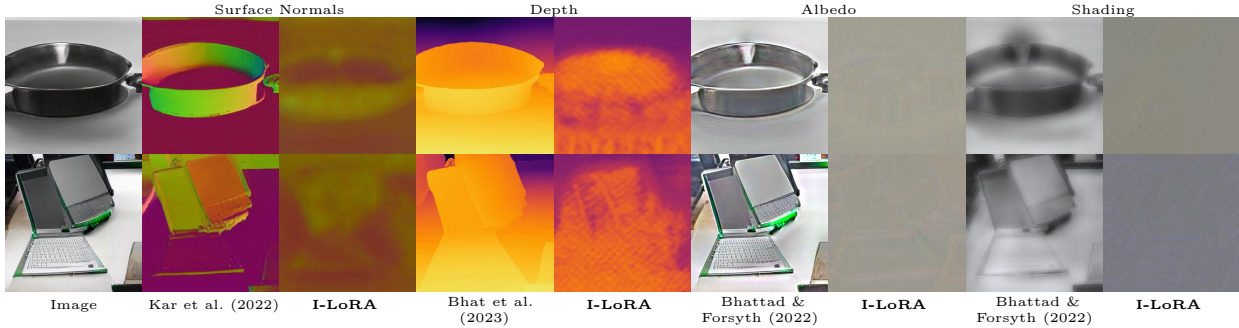 Surface Normals Depth Albedo Shading
Image Kar et al. (2022) I-LoRA Bhat et al. (2023) I-LoRA Bhattad & Forsyth (2022) I-LoRA Bhattad & Forsyth (2022) I-LoRA